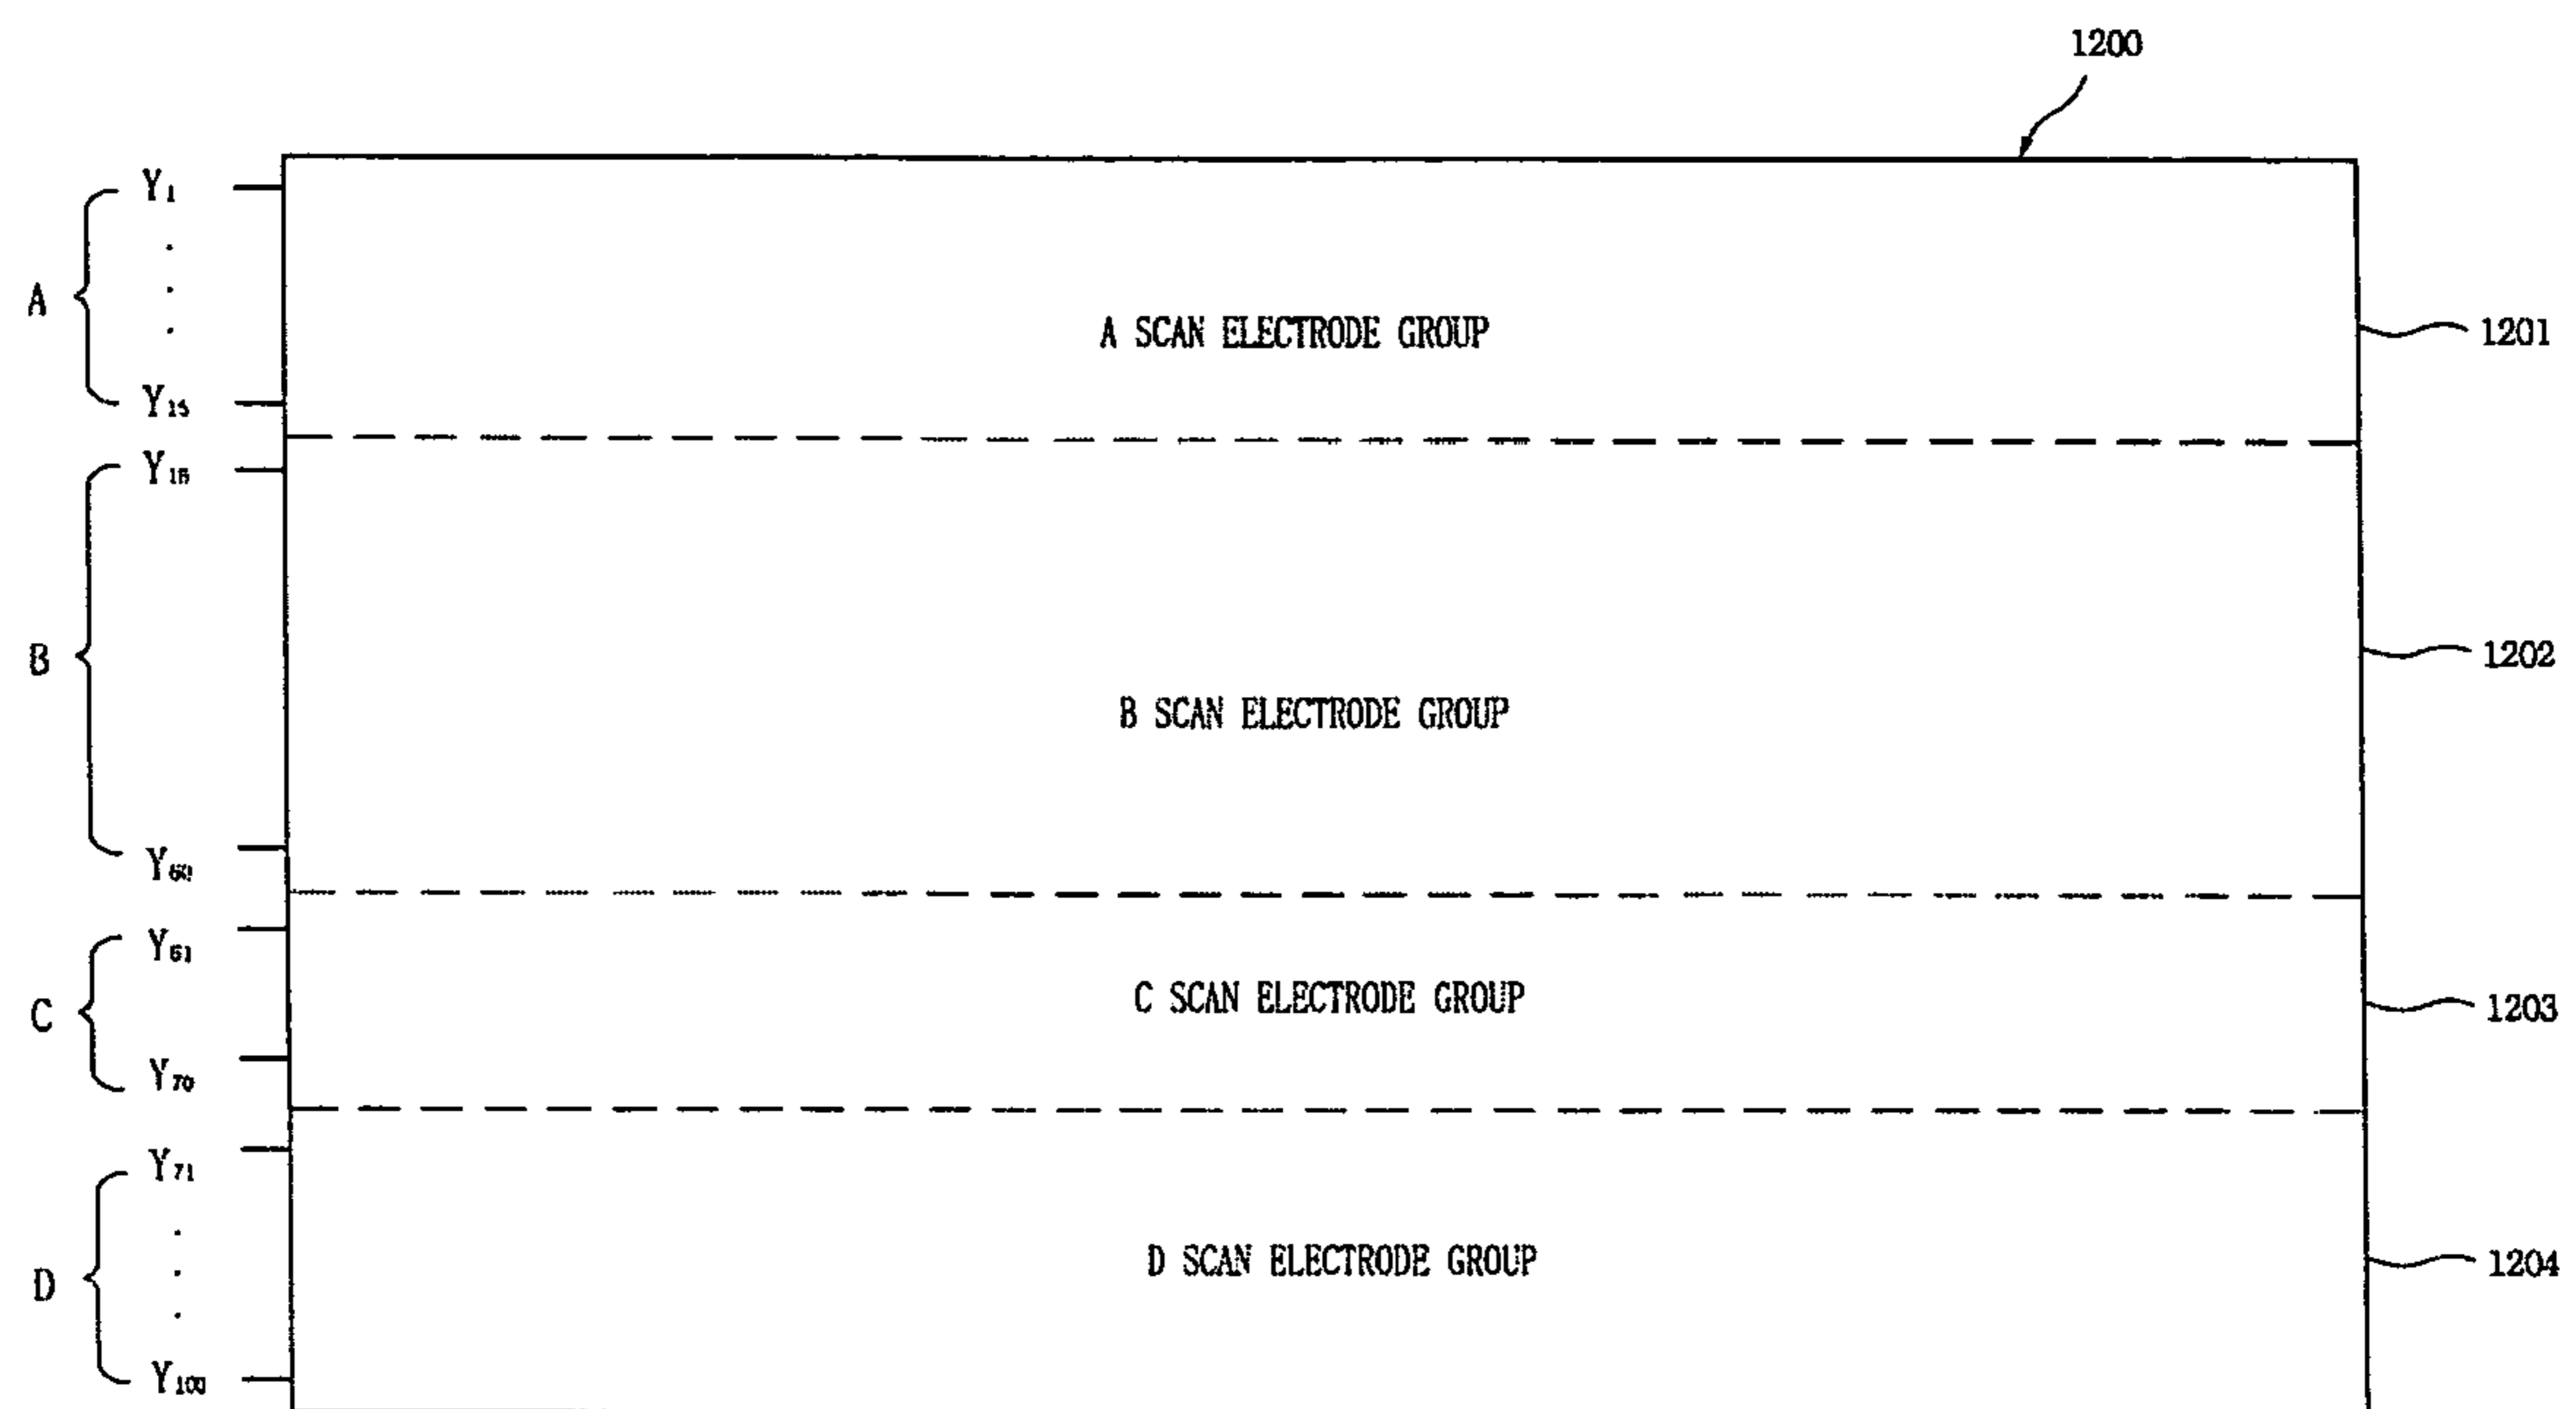 1200
Y1
A
A SCAN ELECTRODE GROUP
1201
Y15
Y16
B
1202
B SCAN ELECTRODE GROUP
Y60
Y61
C
C SCAN ELECTRODE GROUP
1203
Y70
Y71
D
D SCAN ELECTRODE GROUP
1204
Y100